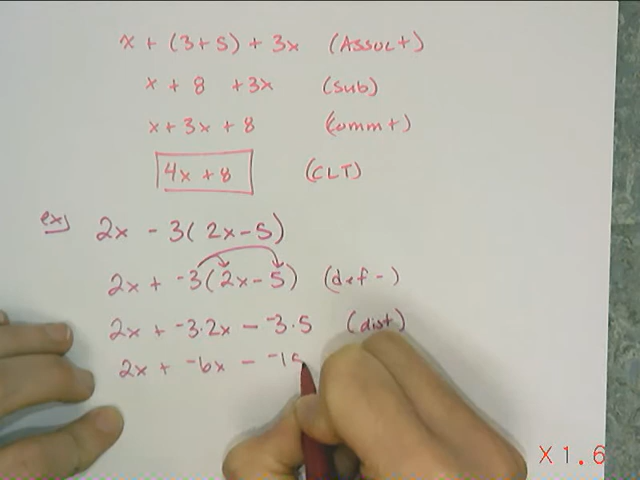 x + (3+5) + 3x (Assoc+)
x + 8 + 3x (sub)
x + 3x + 8 (comm+)
4x + 8 (CLT)
ex) 2x - 3(2x-5)
2x + -3(2x-5) (def -)
2x + -3·2x - -3·5 (dist)
2x + -6x - -15
X1.6